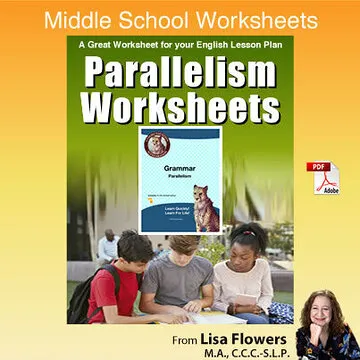 Middle School Worksheets
A Great Worksheet for your English Lesson Plan
Parallelism
Worksheets
Grammar
Parallelism
Learn Quickly!
Learn For Life!
PDF
Adobe
From Lisa Flowers
M.A., C.C.C.-S.L.P.